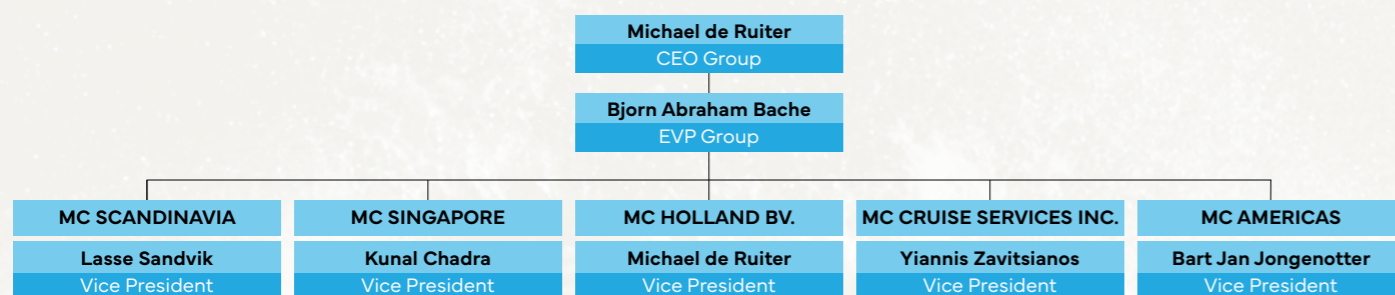 Michael de Ruiter
CEO Group
Bjorn Abraham Bache
EVP Group
MC SCANDINAVIA
MC SINGAPORE
MC HOLLAND BV.
MC CRUISE SERVICES INC.
MC AMERICAS
Lasse Sandvik
Kunal Chadra
Michael de Ruiter
Yiannis Zavitsianos
Bart Jan Jongenotter
Vice President
Vice President
Vice President
Vice President
Vice President